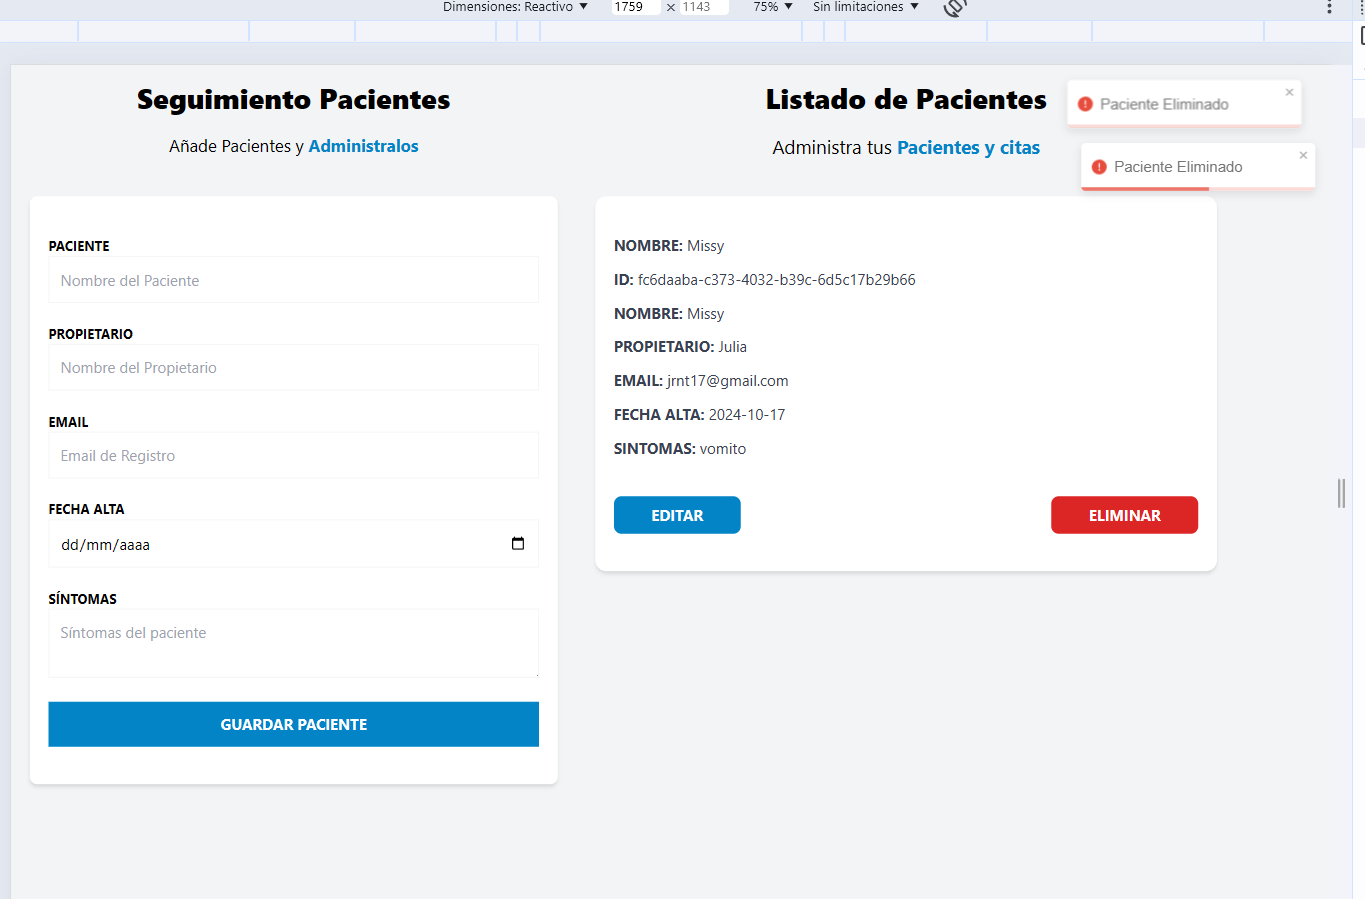 Dimensiones: Reactivo ▼ 1759 × 1143 75% ▼ Sin limitaciones ▼
Seguimiento Pacientes
Añade Pacientes y Administralos
PACIENTE
Nombre del Paciente
PROPIETARIO
Nombre del Propietario
EMAIL
Email de Registro
FECHA ALTA
dd/mm/aaaa
SÍNTOMAS
Síntomas del paciente
GUARDAR PACIENTE
Listado de Pacientes
Administra tus Pacientes y citas
NOMBRE: Missy
ID: fc6daaba-c373-4032-b39c-6d5c17b29b66
NOMBRE: Missy
PROPIETARIO: Julia
EMAIL: jrnt17@gmail.com
FECHA ALTA: 2024-10-17
SINTOMAS: vomito
EDITAR
ELIMINAR
Paciente Eliminado
Paciente Eliminado